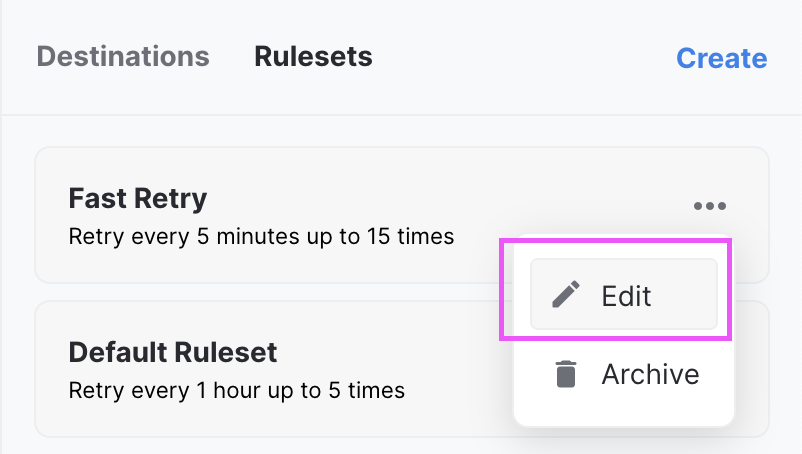 Destinations Rulesets Create
Fast Retry
Retry every 5 minutes up to 15 times
Edit
Default Ruleset
Retry every 1 hour up to 5 times
Archive